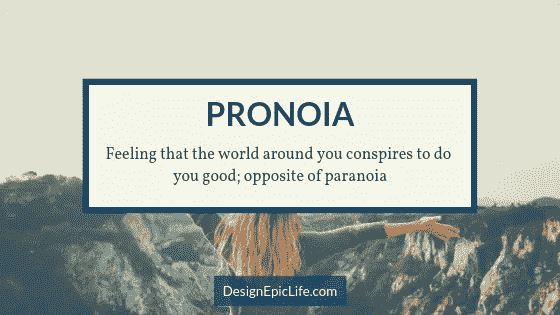 PRONOIA
Feeling that the world around you conspires to do
you good; opposite of paranoia
DesignEpicLife.com